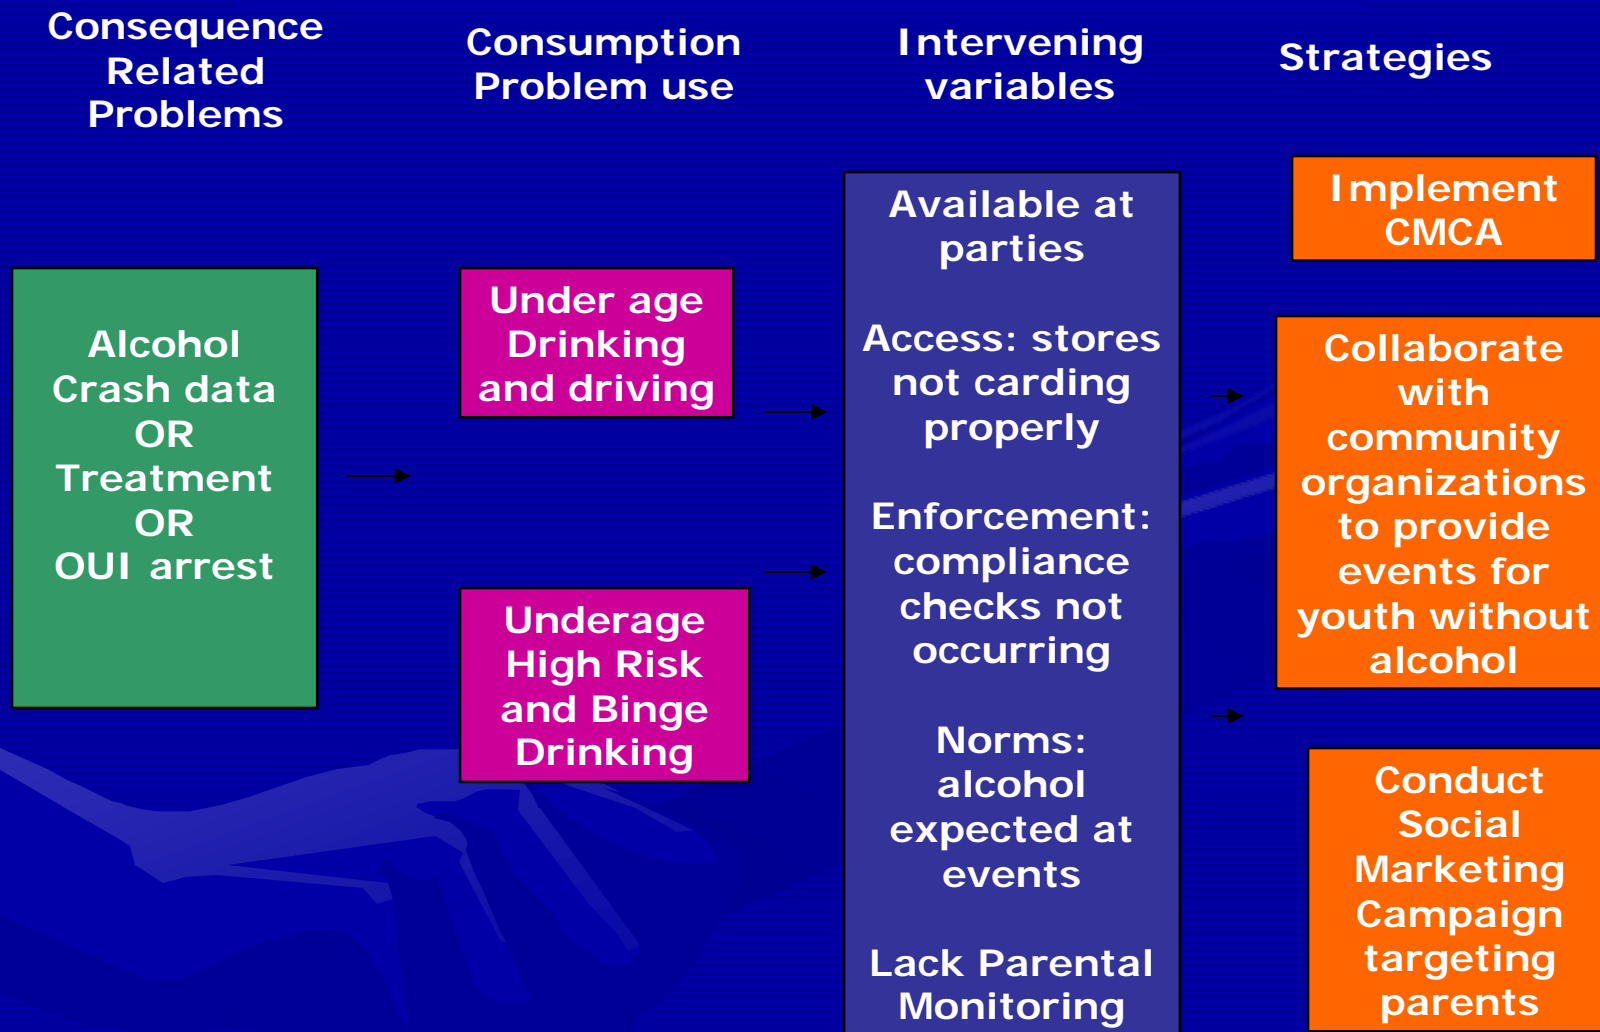 Consequence
Related
Problems
Consumption
Problem use
Intervening
variables
Strategies
Alcohol
Crash data
OR
Treatment
OR
OUI arrest
Under age
Drinking
and driving
Underage
High Risk
and Binge
Drinking
Available at
parties
Access: stores
not carding
properly
Enforcement:
compliance
checks not
occurring
Norms:
alcohol
expected at
events
Lack Parental
Monitoring
Implement
CMCA
Collaborate
with
community
organizations
to provide
events for
youth without
alcohol
Conduct
Social
Marketing
Campaign
targeting
parents